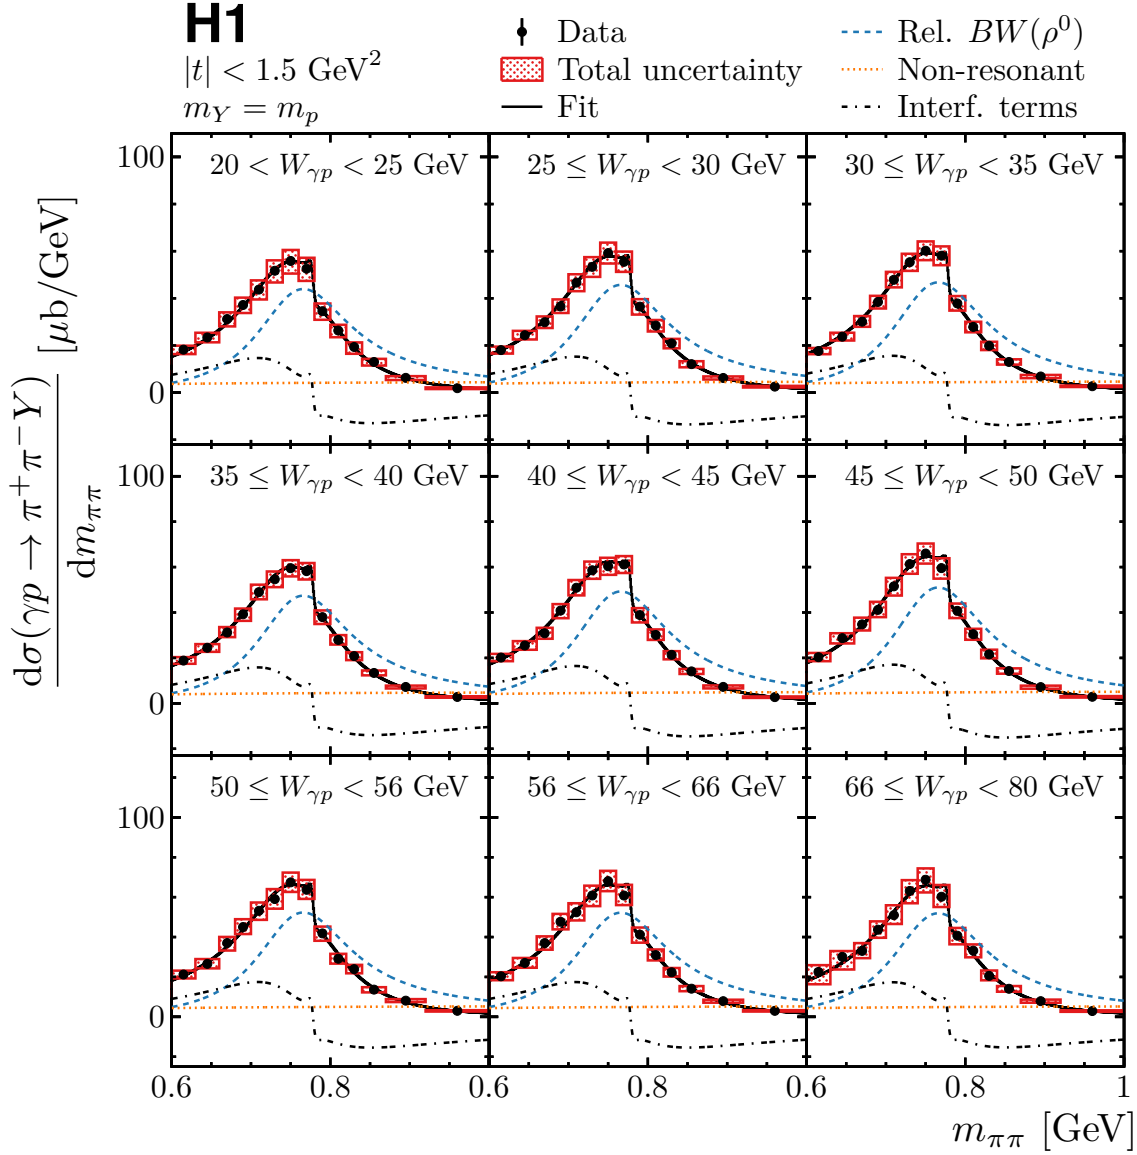 H1
|t| < 1.5 GeV²
m_Y = m_p
Data
Total uncertainty
Fit
Rel. BW(ρ⁰)
Non-resonant
Interf. terms
dσ(γp → π⁺π⁻Y)
dm_ππ
[μb/GeV]
20 < W_γp < 25 GeV
25 ≤ W_γp < 30 GeV
30 ≤ W_γp < 35 GeV
100
0
35 ≤ W_γp < 40 GeV
40 ≤ W_γp < 45 GeV
45 ≤ W_γp < 50 GeV
100
0
50 ≤ W_γp < 56 GeV
56 ≤ W_γp < 66 GeV
66 ≤ W_γp < 80 GeV
100
0
0.6 0.8 0.6 0.8 0.6 0.8 1
m_ππ [GeV]